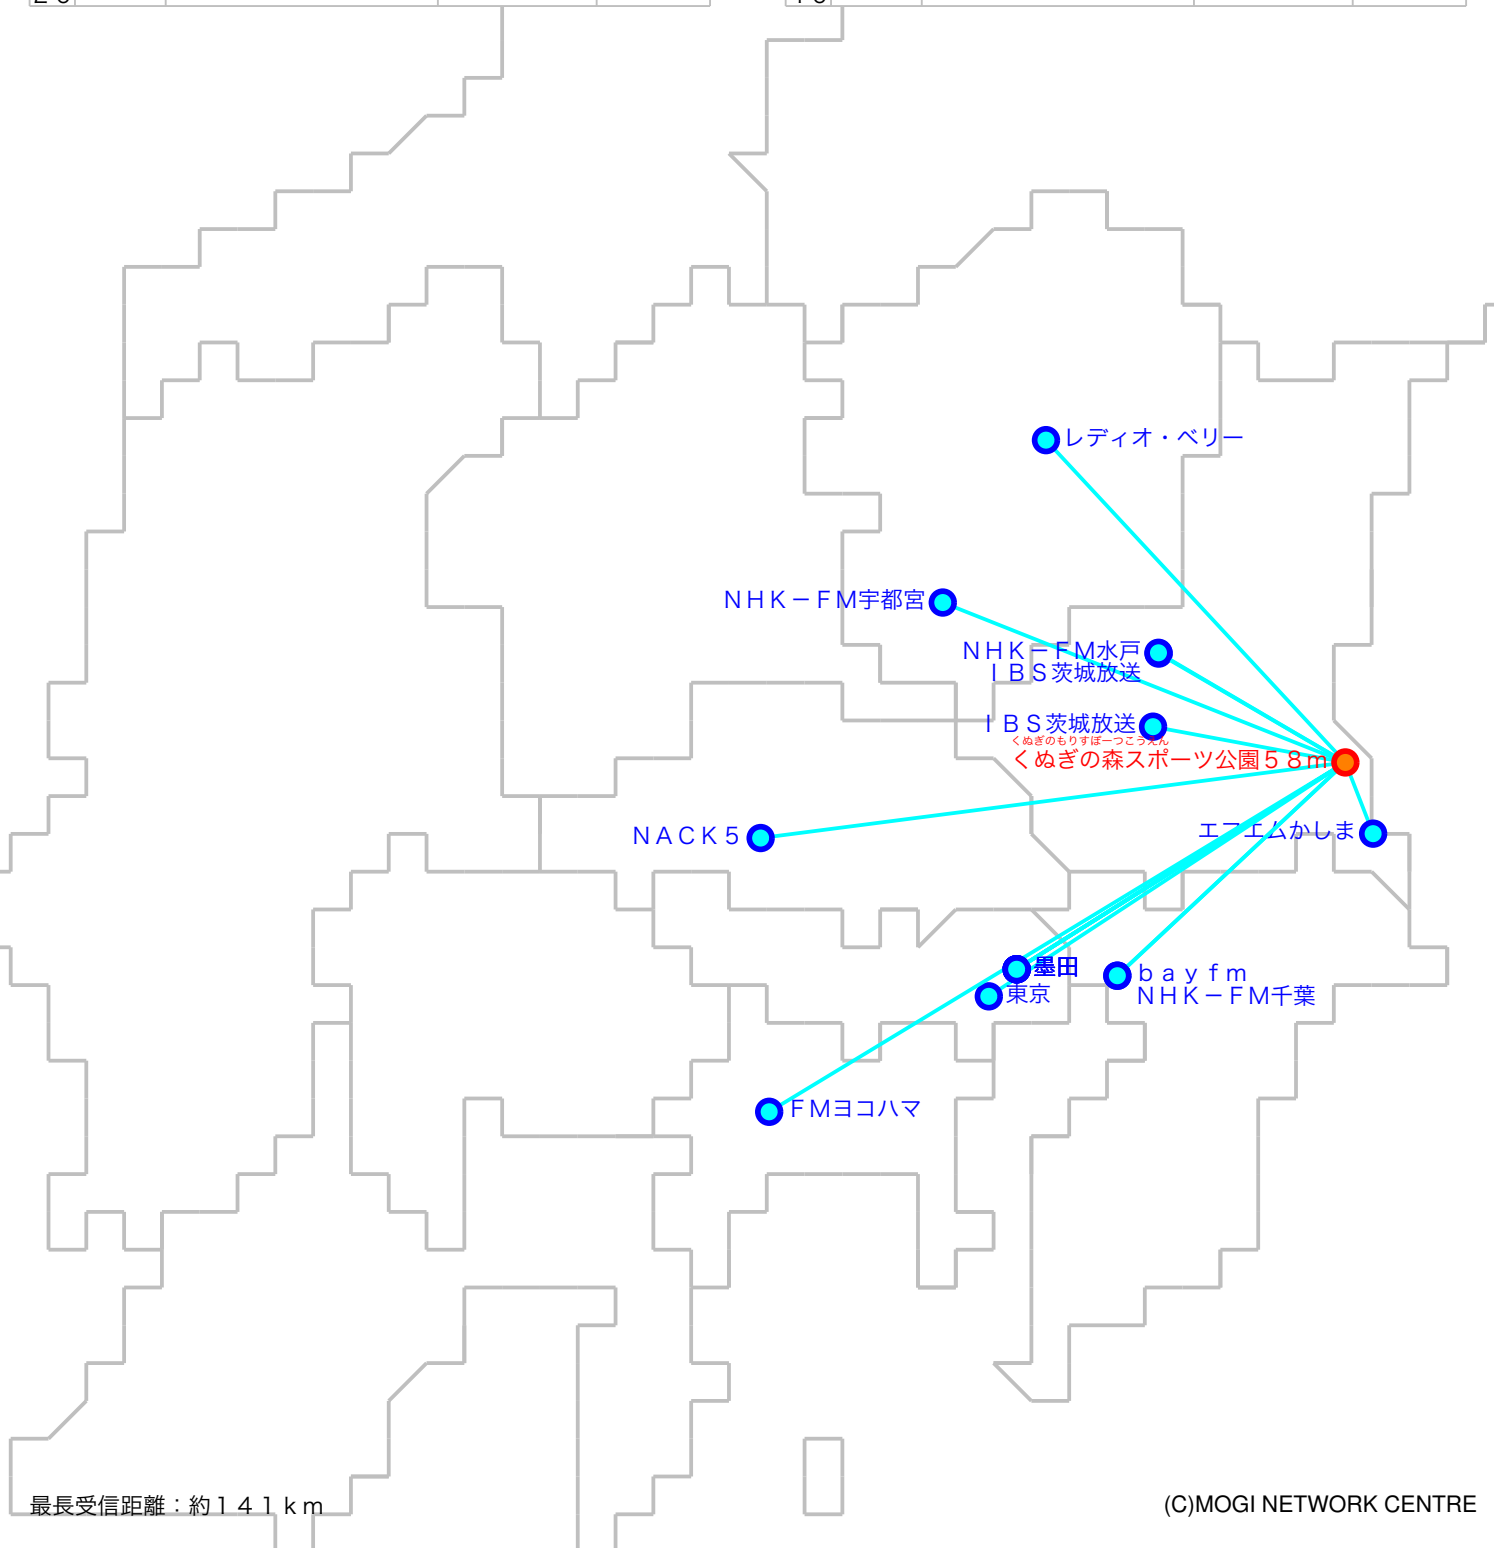 レディオ・ベリー
ＮＨＫ－ＦＭ宇都宮
ＮＨＫ－ＦＭ水戸
ＩＢＳ茨城放送
ＩＢＳ茨城放送
くぬぎのもりすぽーつこうえん
くぬぎの森スポーツ公園５８ｍ
ＮＡＣＫ５
エフエムかしま
墨田
東京
ｂａｙｆｍ
ＮＨＫ－ＦＭ千葉
ＦＭヨコハマ
最長受信距離：約１４１ｋｍ
(C)MOGI NETWORK CENTRE